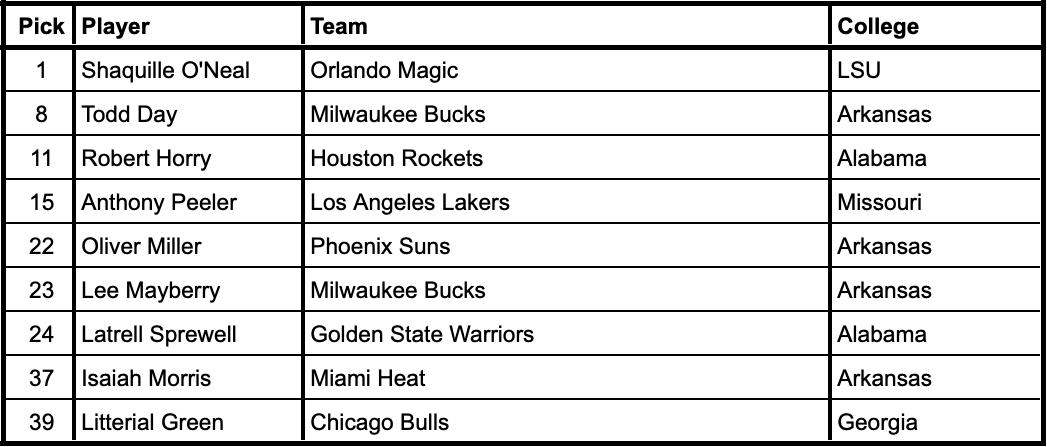 Pick Player Team College
1 Shaquille O'Neal Orlando Magic LSU
8 Todd Day Milwaukee Bucks Arkansas
11 Robert Horry Houston Rockets Alabama
15 Anthony Peeler Los Angeles Lakers Missouri
22 Oliver Miller Phoenix Suns Arkansas
23 Lee Mayberry Milwaukee Bucks Arkansas
24 Latrell Sprewell Golden State Warriors Alabama
37 Isaiah Morris Miami Heat Arkansas
39 Litterial Green Chicago Bulls Georgia